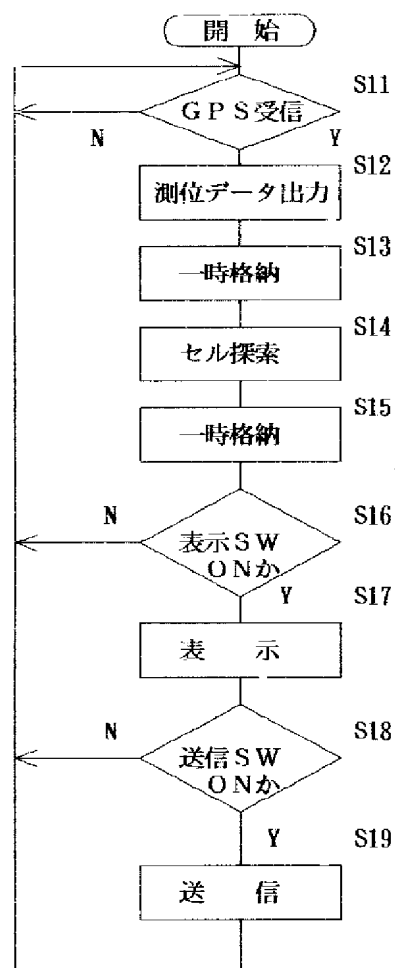 開 始
S11
GPS受信
N
Y
S12
測位データ出力
S13
一時格納
S14
セル探索
S15
一時格納
N
S16
表示SW
ONか
Y
S17
表 示
N
S18
送信SW
ONか
Y
S19
送 信